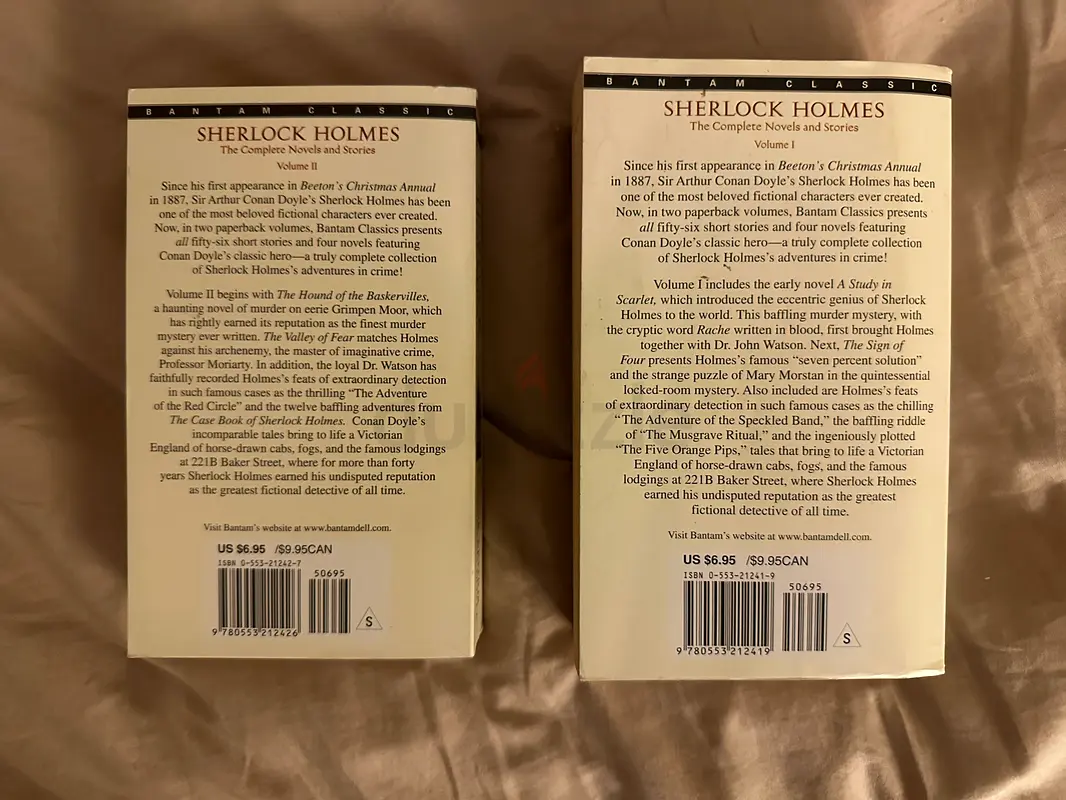 BANTAM CLASSIC
SHERLOCK HOLMES
The Complete Novels and Stories
Volume II
Since his first appearance in Beeton's Christmas Annual
in 1887, Sir Arthur Conan Doyle's Sherlock Holmes has been
one of the most beloved fictional characters ever created.
Now, in two paperback volumes, Bantam Classics presents
all fifty-six short stories and four novels featuring
Conan Doyle's classic hero—a truly complete collection
of Sherlock Holmes's adventures in crime!
Volume II begins with The Hound of the Baskervilles,
a haunting novel of murder on eerie Grimpen Moor, which
has rightly earned its reputation as the finest murder
mystery ever written. The Valley of Fear matches Holmes
against his archenemy, the master of imaginative crime,
Professor Moriarty. In addition, the loyal Dr. Watson has
faithfully recorded Holmes's feats of extraordinary detection
in such famous cases as the thrilling "The Adventure
of the Red Circle" and the twelve baffling adventures from
The Case Book of Sherlock Holmes. Conan Doyle's
incomparable tales bring to life a Victorian
England of horse-drawn cabs, fogs, and the famous lodgings
at 221B Baker Street, where for more than forty
years Sherlock Holmes earned his undisputed reputation
as the greatest fictional detective of all time.
Visit Bantam's website at www.bantamdell.com.
US $6.95 /$9.95CAN
ISBN 0-553-21242-7
50695
9 780553 212426
S
BANTAM CLASSIC
SHERLOCK HOLMES
The Complete Novels and Stories
Volume I
Since his first appearance in Beeton's Christmas Annual
in 1887, Sir Arthur Conan Doyle's Sherlock Holmes has been
one of the most beloved fictional characters ever created.
Now, in two paperback volumes, Bantam Classics presents
all fifty-six short stories and four novels featuring
Conan Doyle's classic hero—a truly complete collection
of Sherlock Holmes's adventures in crime!
Volume I includes the early novel A Study in
Scarlet, which introduced the eccentric genius of Sherlock
Holmes to the world. This baffling murder mystery, with
the cryptic word Rache written in blood, first brought Holmes
together with Dr. John Watson. Next, The Sign of
Four presents Holmes's famous "seven percent solution"
and the strange puzzle of Mary Morstan in the quintessential
locked-room mystery. Also included are Holmes's feats
of extraordinary detection in such famous cases as the chilling
"The Adventure of the Speckled Band," the baffling riddle
of "The Musgrave Ritual," and the ingeniously plotted
"The Five Orange Pips," tales that bring to life a Victorian
England of horse-drawn cabs, fogs, and the famous
lodgings at 221B Baker Street, where Sherlock Holmes
earned his undisputed reputation as the greatest
fictional detective of all time.
Visit Bantam's website at www.bantamdell.com.
US $6.95 /$9.95CAN
ISBN 0-553-21241-9
50695
9 780553 212419
S